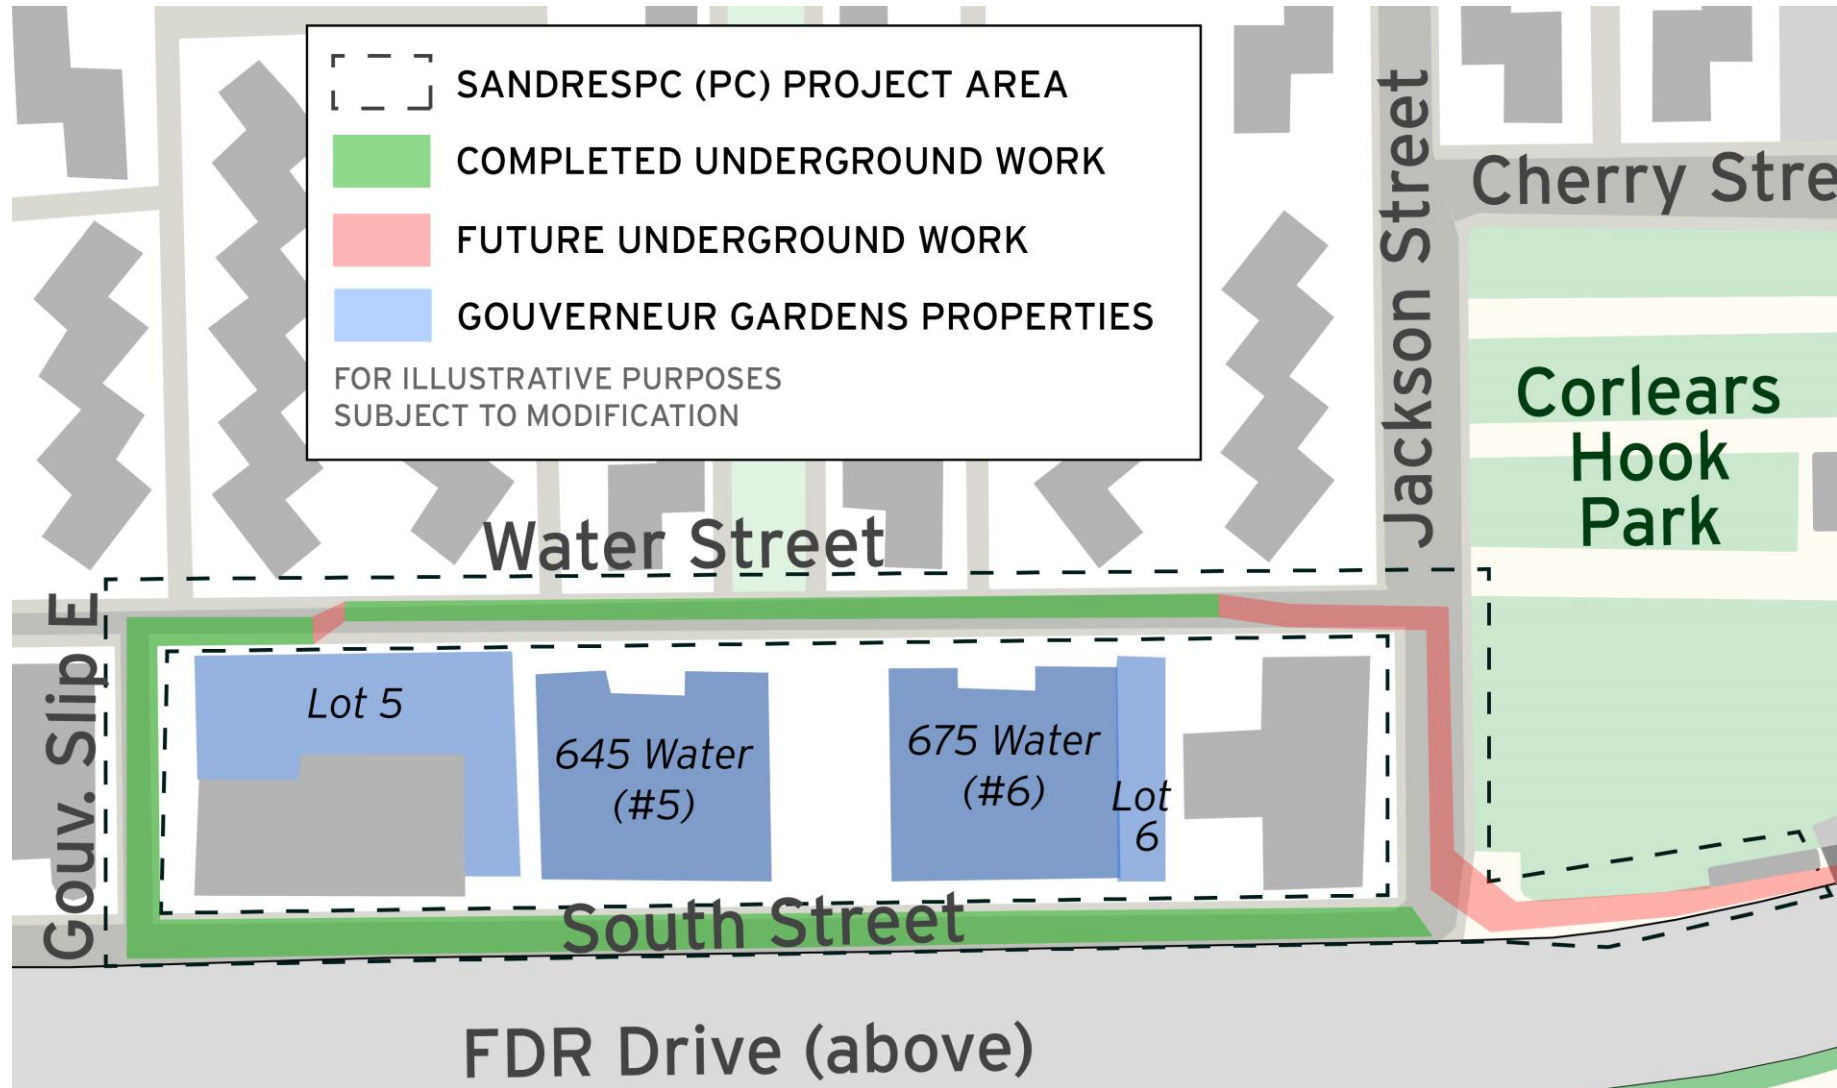 SANDRESPC (PC) PROJECT AREA
COMPLETED UNDERGROUND WORK
FUTURE UNDERGROUND WORK
GOUVERNEUR GARDENS PROPERTIES
FOR ILLUSTRATIVE PURPOSES
SUBJECT TO MODIFICATION
Jackson Street
Cherry Stre
Corlears
Hook
Park
Water Street
Gouv. Slip E
Lot 5
645 Water
(#5)
675 Water
(#6)
Lot
6
South Street
FDR Drive (above)